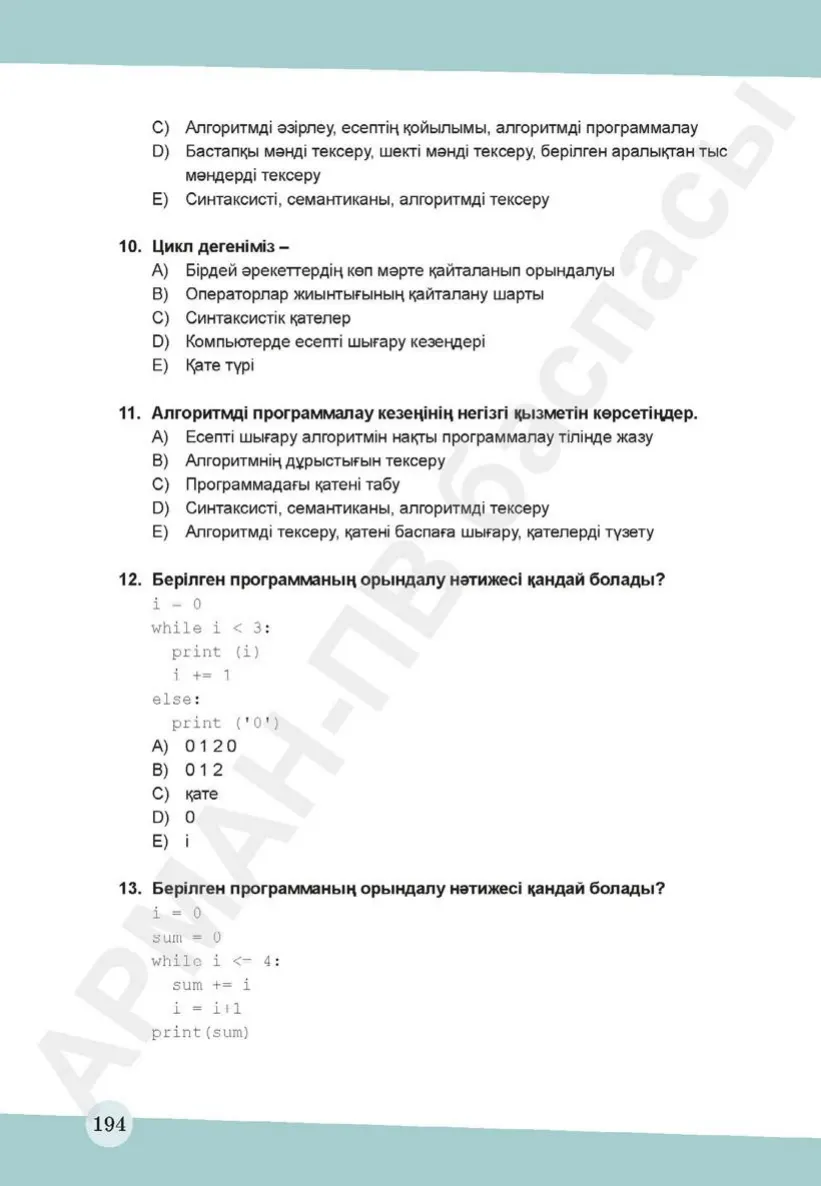 C) Алгоритмді әзірлеу, есептің қойылымы, алгоритмді программалау
D) Бастапқы мәнді тексеру, шекті мәнді тексеру, берілген аралықтан тыс
мәндерді тексеру
E) Синтаксисті, семантиканы, алгоритмді тексеру
10. Цикл дегеніміз –
A) Бірдей әрекеттердің көп мәрте қайталанып орындалуы
B) Операторлар жиынтығының қайталану шарты
C) Синтаксистік қателер
D) Компьютерде есепті шығару кезеңдері
E) Қате түрі
11. Алгоритмді программалау кезеңінің негізгі қызметін көрсетіңдер.
A) Есепті шығару алгоритмін нақты программалау тілінде жазу
B) Алгоритмнің дұрыстығын тексеру
C) Программадағы қатені табу
D) Синтаксисті, семантиканы, алгоритмді тексеру
E) Алгоритмді тексеру, қатені баспаға шығару, қателерді түзету
12. Берілген программаның орындалу нәтижесі қандай болады?
i = 0
while i < 3:
print (i)
i += 1
else:
print ('0')
A) 0 1 2 0
B) 0 1 2
C) қате
D) 0
E) i
13. Берілген программаның орындалу нәтижесі қандай болады?
i = 0
sum = 0
while i <= 4:
sum += i
i = i+1
print(sum)
194
АРМАН-ПВ баспасы